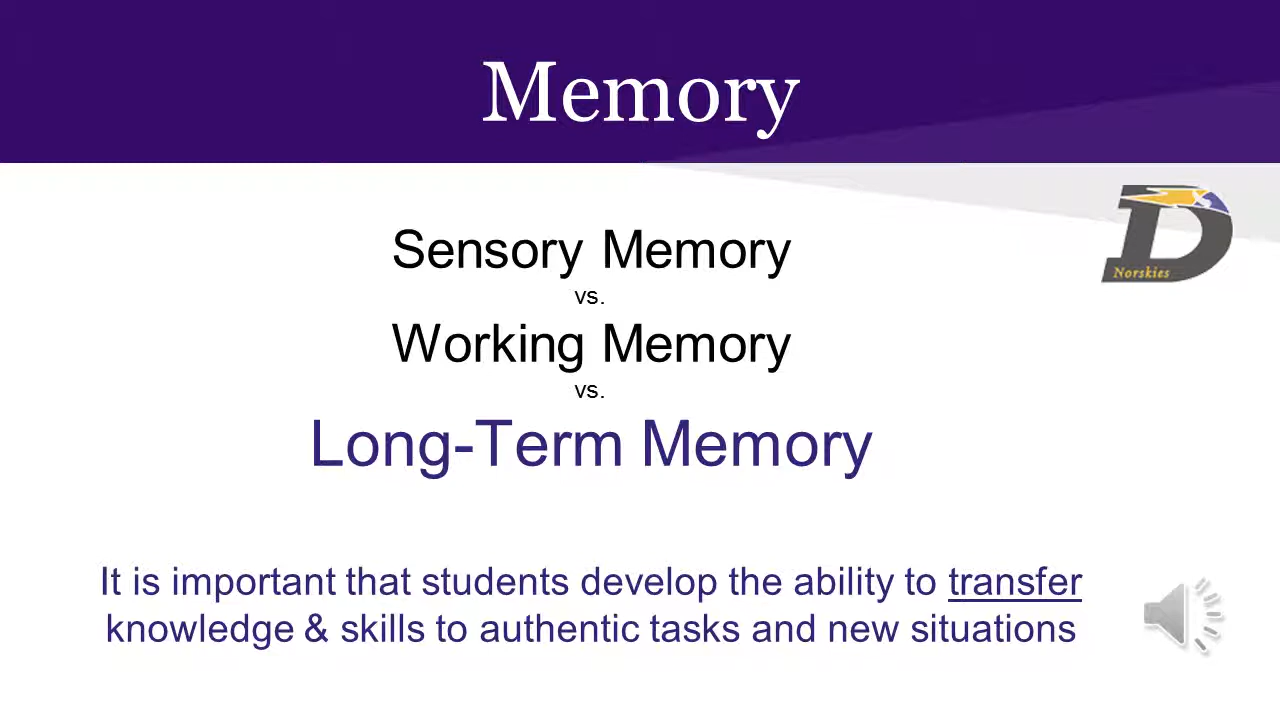 Memory
Sensory Memory
vs.
Working Memory
vs.
Long-Term Memory
It is important that students develop the ability to transfer
knowledge & skills to authentic tasks and new situations
D
Norskies